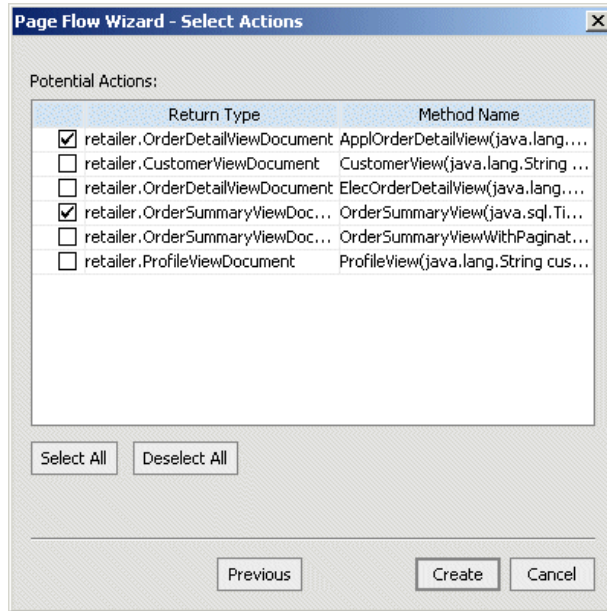 Page Flow Wizard - Select Actions
Potential Actions:
Return Type Method Name
retailer.OrderDetailViewDocument ApplOrderDetailView(java.lang....
retailer.CustomerViewDocument CustomerView(java.lang.String ...
retailer.OrderDetailViewDocument ElecOrderDetailView(java.lang....
retailer.OrderSummaryViewDoc... OrderSummaryView(java.sql.Ti...
retailer.OrderSummaryViewDoc... OrderSummaryViewWithPaginat...
retailer.ProfileViewDocument ProfileView(java.lang.String cus...
Select All Deselect All
Previous Create Cancel